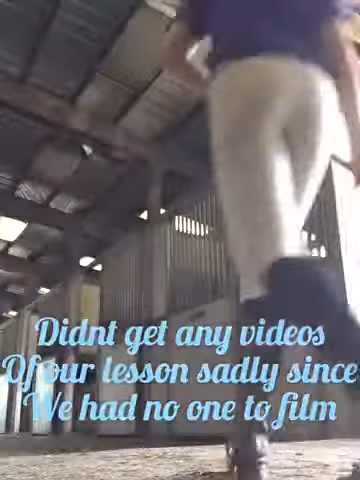 Didnt get any videos
Of our lesson sadly since
We had no one to film